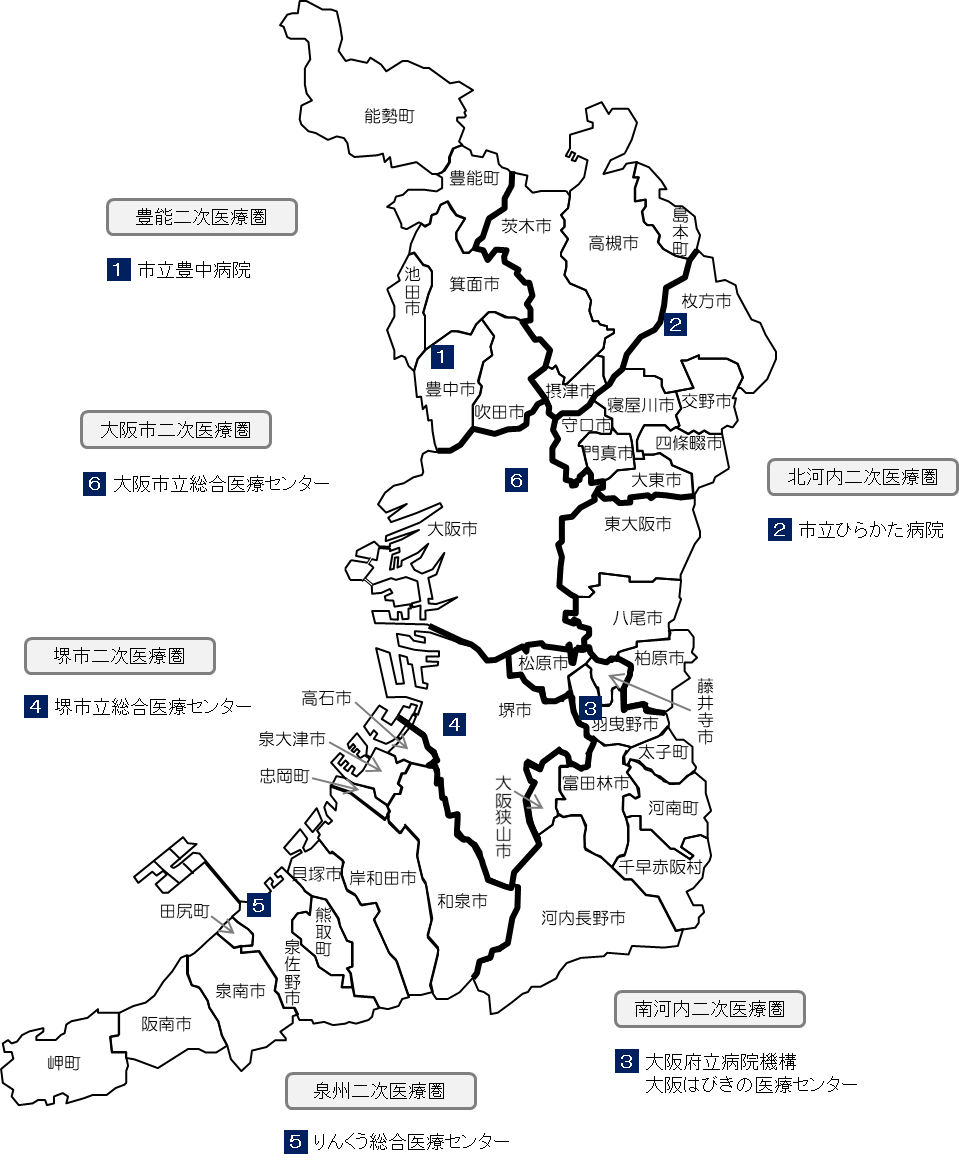 能勢町
豊能町
豊能二次医療圏
1 市立豊中病院
茨木市
高槻市
島本町
池田市
箕面市
枚方市
2
1
豊中市
吹田市
摂津市
寝屋川市
交野市
守口市
門真市
四條畷市
大東市
大阪市二次医療圏
6 大阪市立総合医療センター
6
北河内二次医療圏
2 市立ひらかた病院
大阪市
東大阪市
八尾市
堺市二次医療圏
4 堺市立総合医療センター
松原市
柏原市
藤井寺市
高石市
堺市
4
3
羽曳野市
泉大津市
忠岡町
太子町
富田林市
大阪狭山市
河南町
千早赤阪村
貝塚市
岸和田市
和泉市
河内長野市
5
田尻町
熊取町
泉佐野市
泉南市
阪南市
岬町
南河内二次医療圏
3 大阪府立病院機構
大阪はびきの医療センター
泉州二次医療圏
5 りんくう総合医療センター